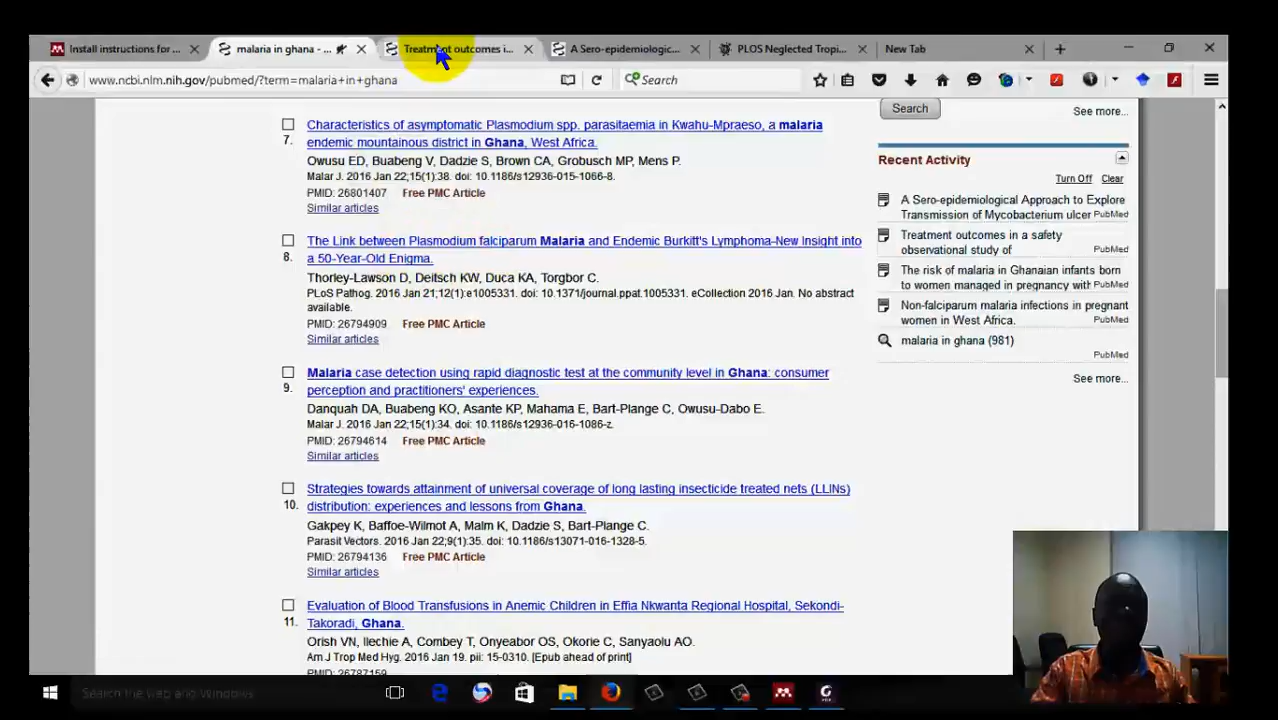 Install instructions for ...
malaria in ghana - ...
Treatment outcomes i...
A Sero-epidemiologic...
PLOS Neglected Tropi...
New Tab
www.ncbi.nlm.nih.gov/pubmed/?term=malaria+in+ghana
Search
Search
See more...
7.
Characteristics of asymptomatic Plasmodium spp. parasitaemia in Kwahu-Mpraeso, a malaria
endemic mountainous district in Ghana, West Africa.
Owusu ED, Buabeng V, Dadzie S, Brown CA, Grobusch MP, Mens P.
Malar J. 2016 Jan 22;15(1):38. doi: 10.1186/s12936-015-1066-8.
PMID: 26801407 Free PMC Article
Similar articles
8.
The Link between Plasmodium falciparum Malaria and Endemic Burkitt's Lymphoma-New Insight into
a 50-Year-Old Enigma.
Thorley-Lawson D, Deitsch KW, Duca KA, Torgbor C.
PLoS Pathog. 2016 Jan 21;12(1):e1005331. doi: 10.1371/journal.ppat.1005331. eCollection 2016 Jan. No abstract
available.
PMID: 26794909 Free PMC Article
Similar articles
9.
Malaria case detection using rapid diagnostic test at the community level in Ghana: consumer
perception and practitioners' experiences.
Danquah DA, Buabeng KO, Asante KP, Mahama E, Bart-Plange C, Owusu-Dabo E.
Malar J. 2016 Jan 22;15(1):34. doi: 10.1186/s12936-016-1086-z.
PMID: 26794614 Free PMC Article
Similar articles
10.
Strategies towards attainment of universal coverage of long lasting insecticide treated nets (LLINs)
distribution: experiences and lessons from Ghana.
Gakpey K, Baffoe-Wilmot A, Malm K, Dadzie S, Bart-Plange C.
Parasit Vectors. 2016 Jan 22;9(1):35. doi: 10.1186/s13071-016-1328-5.
PMID: 26794136 Free PMC Article
Similar articles
11.
Evaluation of Blood Transfusions in Anemic Children in Effia Nkwanta Regional Hospital, Sekondi-
Takoradi, Ghana.
Orish VN, Ilechie A, Combey T, Onyeabor OS, Okorie C, Sanyaolu AO.
Am J Trop Med Hyg. 2016 Jan 19. pii: 15-0310. [Epub ahead of print]
PMID: 26787159
Recent Activity
Turn Off Clear
A Sero-epidemiological Approach to Explore
Transmission of Mycobacterium ulcer PubMed
Treatment outcomes in a safety
observational study of PubMed
The risk of malaria in Ghanaian infants born
to women managed in pregnancy with PubMed
Non-falciparum malaria infections in pregnant
women in West Africa. PubMed
malaria in ghana (981)
PubMed
See more...
Search the web and Windows